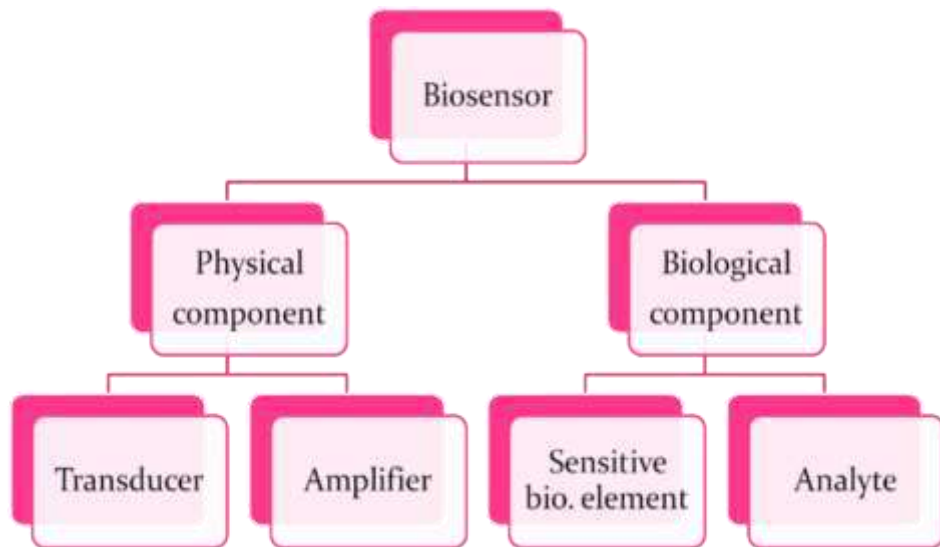 Biosensor
Physical
component
Biological
component
Transducer
Amplifier
Sensitive
bio. element
Analyte